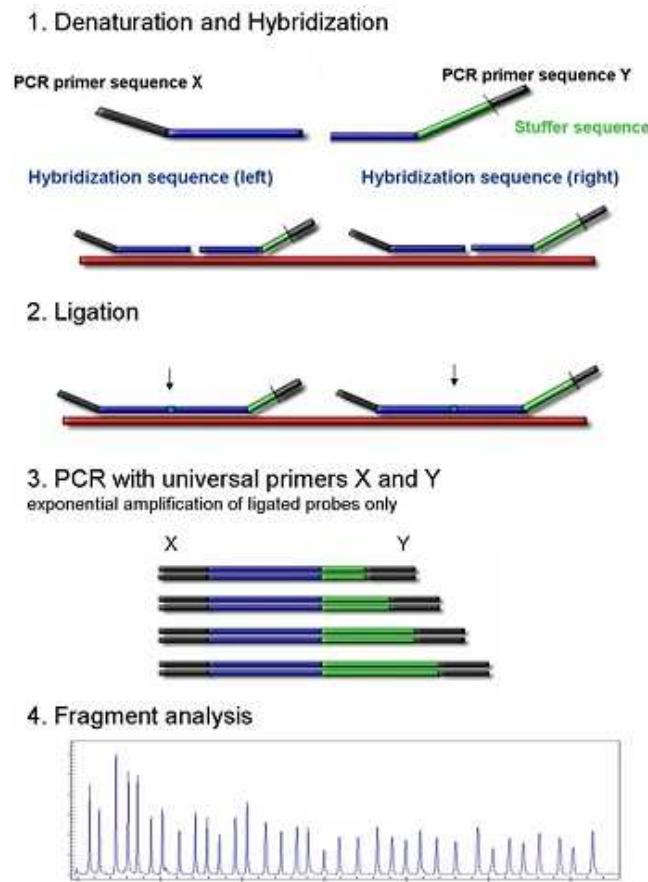 1. Denaturation and Hybridization
PCR primer sequence X
PCR primer sequence Y
Stuffer sequence
Hybridization sequence (left)
Hybridization sequence (right)
2. Ligation
3. PCR with universal primers X and Y
exponential amplification of ligated probes only
X
Y
4. Fragment analysis